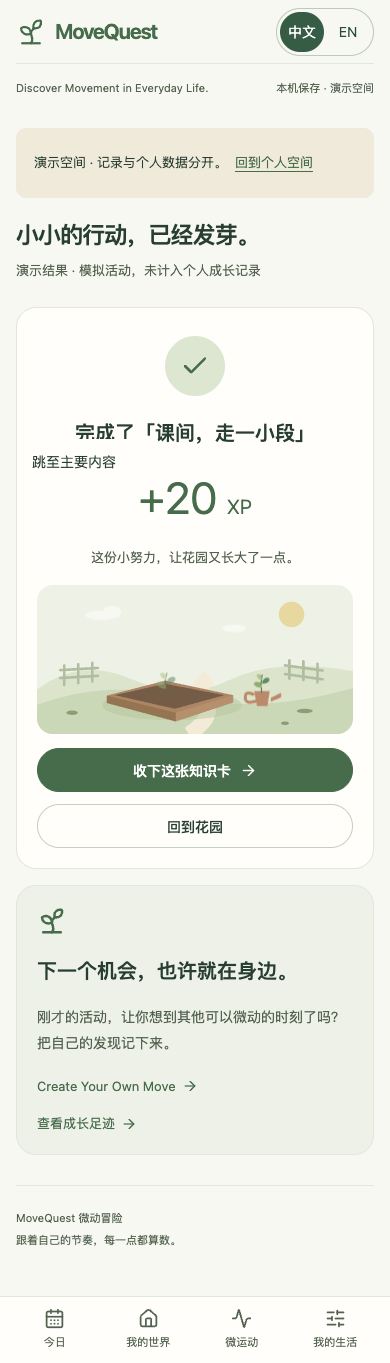 MoveQuest
中文 EN
Discover Movement in Everyday Life.
本机保存 · 演示空间
演示空间 · 记录与个人数据分开。 回到个人空间
小小的行动，已经发芽。
演示结果 · 模拟活动，未计入个人成长记录
完成了「课间，走一小段」
跳至主要内容
+20 XP
这份小努力，让花园又长大了一点。
收下这张知识卡
回到花园
下一个机会，也许就在身边。
刚才的活动，让你想到其他可以微动的时刻了吗？
把自己的发现记下来。
Create Your Own Move
查看成长足迹
MoveQuest 微动冒险
跟着自己的节奏，每一点都算数。
今日 我的世界 微运动 我的生活